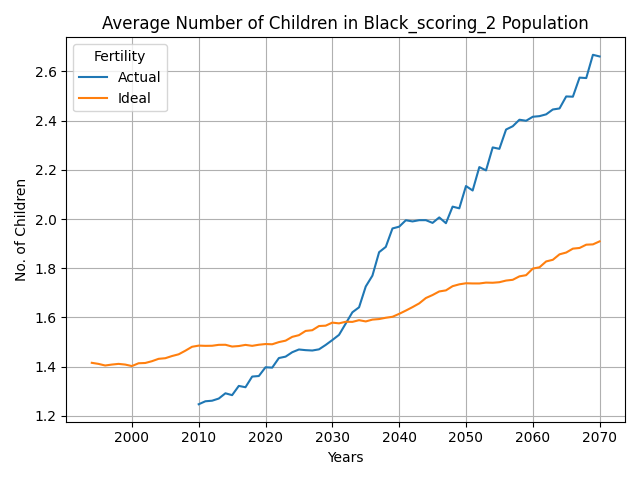 Average Number of Children in Black_scoring_2 Population
Fertility
Actual
Ideal
No. of Children
2.6
2.4
2.2
2.0
1.8
1.6
1.4
1.2
2000
2010
2020
2030
2040
2050
2060
2070
Years